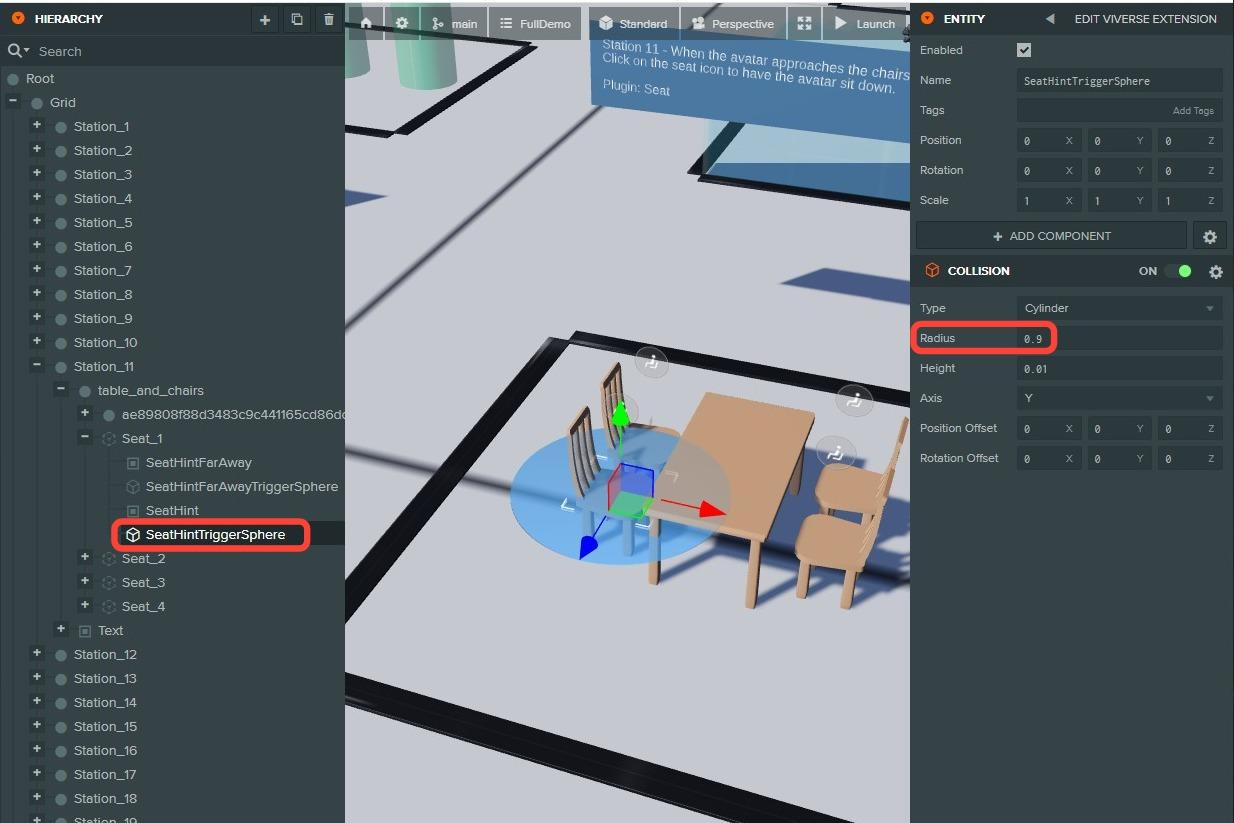 HIERARCHY
Search
Root
Grid
Station_1
Station_2
Station_3
Station_4
Station_5
Station_6
Station_7
Station_8
Station_9
Station_10
Station_11
table_and_chairs
ae89808f88d3483c9c441165cd86dc
Seat_1
SeatHintFarAway
SeatHintFarAwayTriggerSphere
SeatHint
SeatHintTriggerSphere
Seat_2
Seat_3
Seat_4
Text
Station_12
Station_13
Station_14
Station_15
Station_16
Station_17
Station_18
Station_19
main FullDemo Standard Perspective Launch
Station 11 - When the avatar approaches the chairs
Click on the seat icon to have the avatar sit down.
Plugin: Seat
ENTITY EDIT VIVERSE EXTENSION
Enabled
Name SeatHintTriggerSphere
Tags Add Tags
Position 0 X 0 Y 0 Z
Rotation 0 X 0 Y 0 Z
Scale 1 X 1 Y 1 Z
+ ADD COMPONENT
COLLISION ON
Type Cylinder
Radius 0.9
Height 0.01
Axis Y
Position Offset 0 X 0 Y 0 Z
Rotation Offset 0 X 0 Y 0 Z